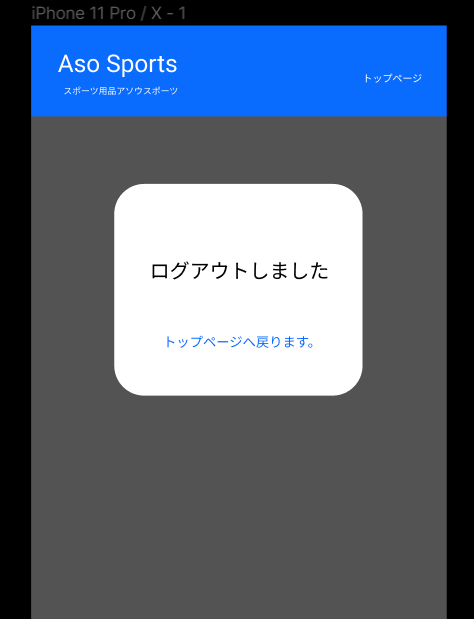 iPhone 11 Pro / X - 1
Aso Sports
スポーツ用品アソウスポーツ
トップページ
ログアウトしました
トップページへ戻ります。